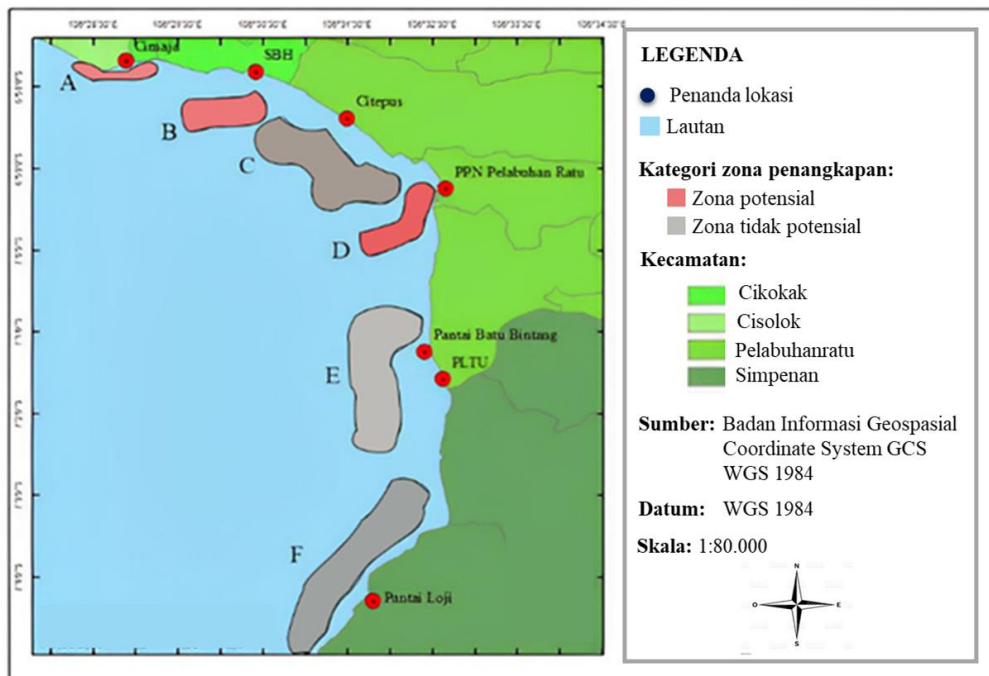 Cimaja
SBH
A
Citepus
B
C
PPN Pelabuhan Ratu
D
Pantai Batu Bintang
E
PLTU
F
Pantai Loji
LEGENDA
Penanda lokasi
Lautan
Kategori zona penangkapan:
Zona potensial
Zona tidak potensial
Kecamatan:
Cikokak
Cisolok
Pelabuhanratu
Simpenan
Sumber: Badan Informasi Geospasial
Coordinate System GCS
WGS 1984
Datum: WGS 1984
Skala: 1:80.000
N
O
E
S